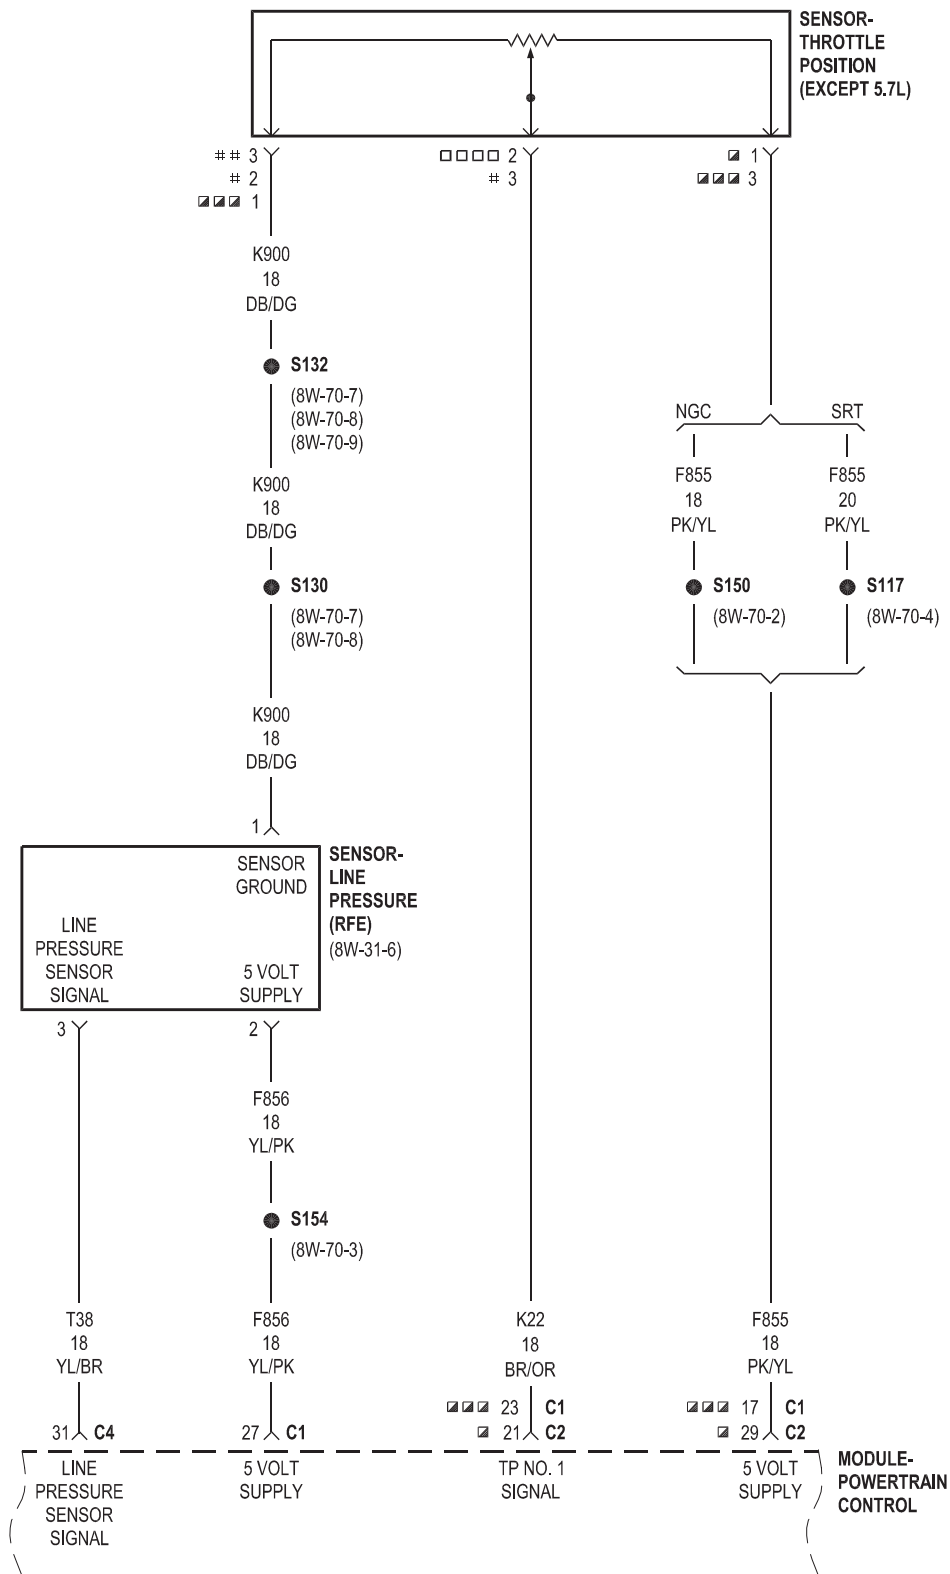 SENSOR-
THROTTLE
POSITION
(EXCEPT 5.7L)
## 3
# 2
1
2
# 3
1
3
K900
18
DB/DG
S132
(8W-70-7)
(8W-70-8)
(8W-70-9)
K900
18
DB/DG
S130
(8W-70-7)
(8W-70-8)
K900
18
DB/DG
NGC
SRT
F855
18
PK/YL
F855
20
PK/YL
S150
(8W-70-2)
S117
(8W-70-4)
1
SENSOR
GROUND
SENSOR-
LINE
PRESSURE
(RFE)
(8W-31-6)
LINE
PRESSURE
SENSOR
SIGNAL
5 VOLT
SUPPLY
3
2
F856
18
YL/PK
S154
(8W-70-3)
T38
18
YL/BR
F856
18
YL/PK
K22
18
BR/OR
F855
18
PK/YL
31 C4
27 C1
23 C1
21 C2
17 C1
29 C2
LINE
PRESSURE
SENSOR
SIGNAL
5 VOLT
SUPPLY
TP NO. 1
SIGNAL
5 VOLT
SUPPLY
MODULE-
POWERTRAIN
CONTROL